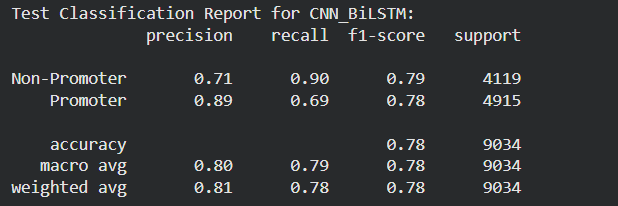 Test Classification Report for CNN_BiLSTM:
precision recall f1-score support
Non-Promoter 0.71 0.90 0.79 4119
Promoter 0.89 0.69 0.78 4915
accuracy 0.78 9034
macro avg 0.80 0.79 0.78 9034
weighted avg 0.81 0.78 0.78 9034